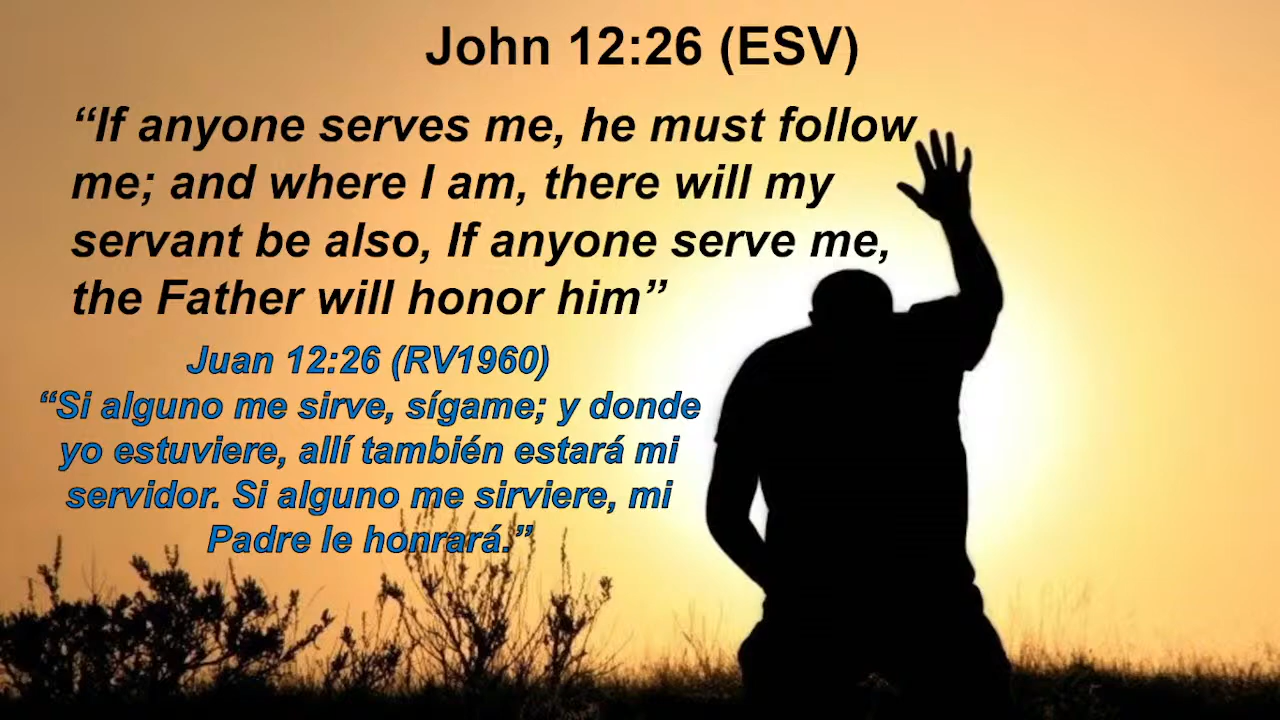 John 12:26 (ESV)
“If anyone serves me, he must follow
me; and where I am, there will my
servant be also, If anyone serve me,
the Father will honor him”
Juan 12:26 (RV1960)
“Si alguno me sirve, sígame; y donde
yo estuviere, allí también estará mi
servidor. Si alguno me sirviere, mi
Padre le honrará.”